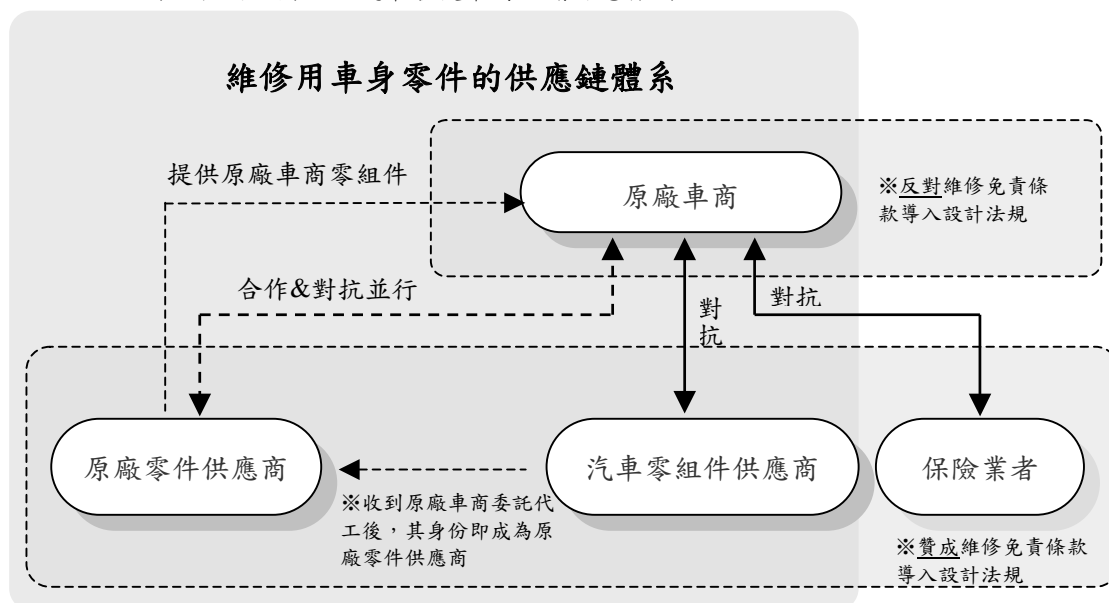 維修用車身零件的供應鏈體系
提供原廠車商零組件
原廠車商
※反對維修免責條
款導入設計法規
合作&對抗並行
對抗
對抗
原廠零件供應商
汽車零組件供應商
保險業者
※收到原廠車商委託代
工後，其身份即成為原
廠零件供應商
※贊成維修免責條款
導入設計法規